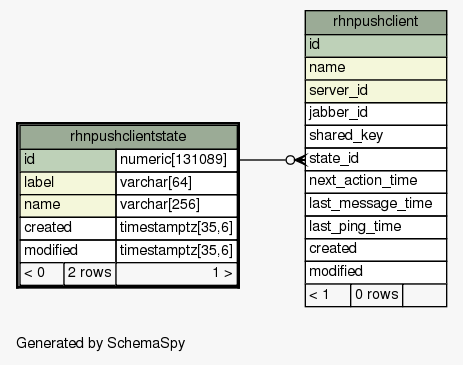 rhnpushclient
id
name
server_id
jabber_id
shared_key
state_id
next_action_time
last_message_time
last_ping_time
created
modified
< 1 0 rows
rhnpushclientstate
id numeric[131089]
label varchar[64]
name varchar[256]
created timestamptz[35,6]
modified timestamptz[35,6]
< 0 2 rows 1 >
Generated by SchemaSpy